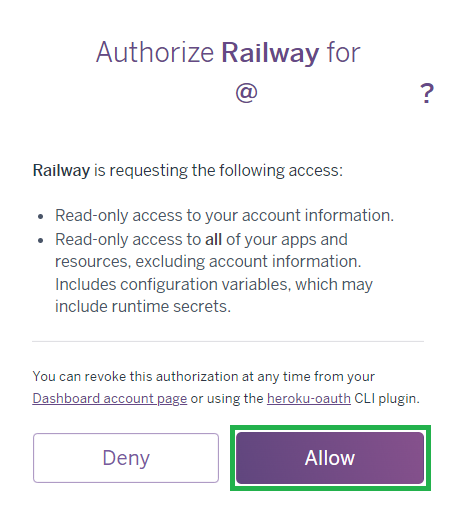 Authorize Railway for
@ ?
Railway is requesting the following access:
• Read-only access to your account information.
• Read-only access to all of your apps and
resources, excluding account information.
Includes configuration variables, which may
include runtime secrets.
You can revoke this authorization at any time from your
Dashboard account page or using the heroku-oauth CLI plugin.
Deny
Allow